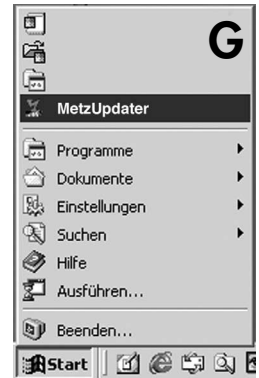 G
MetzUpdater
Programme
Dokumente
Einstellungen
Suchen
Hilfe
Ausführen...
Beenden...
Start